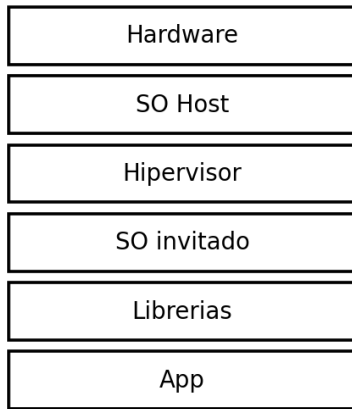 Hardware
SO Host
Hipervisor
SO invitado
Librerias
App